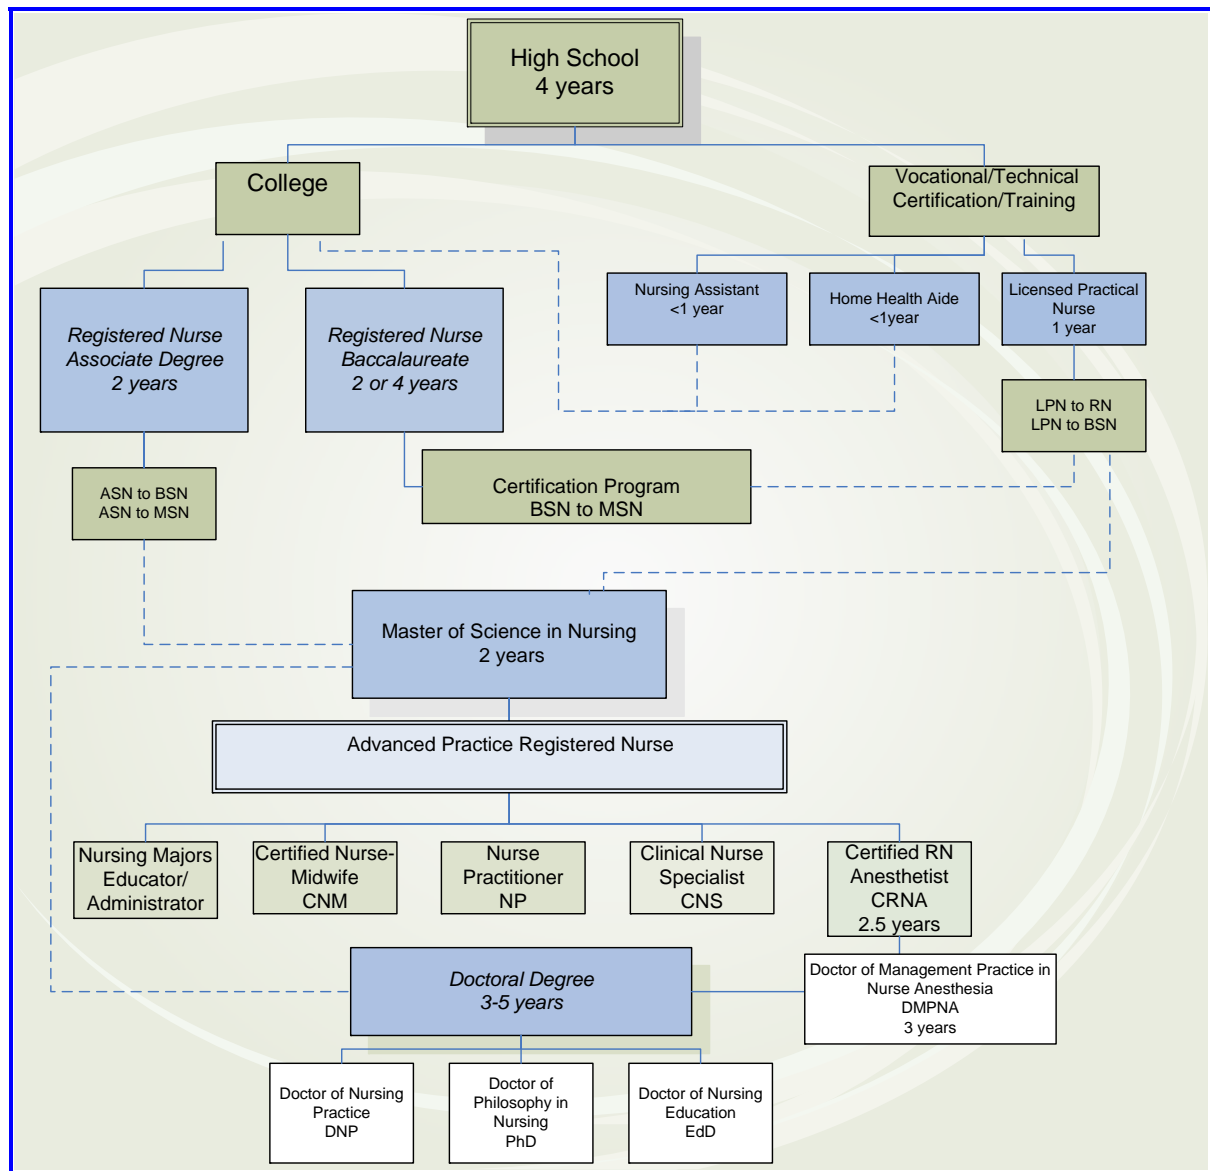 High School
4 years
College
Vocational/Technical
Certification/Training
Nursing Assistant
<1 year
Home Health Aide
<1year
Licensed Practical
Nurse
1 year
Registered Nurse
Associate Degree
2 years
Registered Nurse
Baccalaureate
2 or 4 years
LPN to RN
LPN to BSN
ASN to BSN
ASN to MSN
Certification Program
BSN to MSN
Master of Science in Nursing
2 years
Advanced Practice Registered Nurse
Nursing Majors
Educator/
Administrator
Certified Nurse-
Midwife
CNM
Nurse
Practitioner
NP
Clinical Nurse
Specialist
CNS
Certified RN
Anesthetist
CRNA
2.5 years
Doctoral Degree
3-5 years
Doctor of Management Practice in
Nurse Anesthesia
DMPNA
3 years
Doctor of Nursing
Practice
DNP
Doctor of
Philosophy in
Nursing
PhD
Doctor of Nursing
Education
EdD